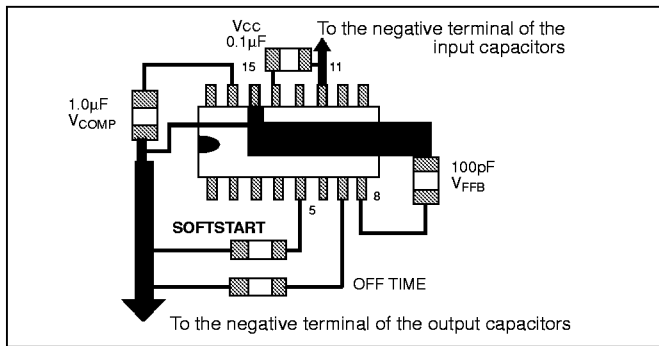 Vcc
0.1µF
To the negative terminal of the
input capacitors
15
11
1.0µF
VCOMP
100pF
VFFB
5
8
SOFTSTART
OFF TIME
To the negative terminal of the output capacitors